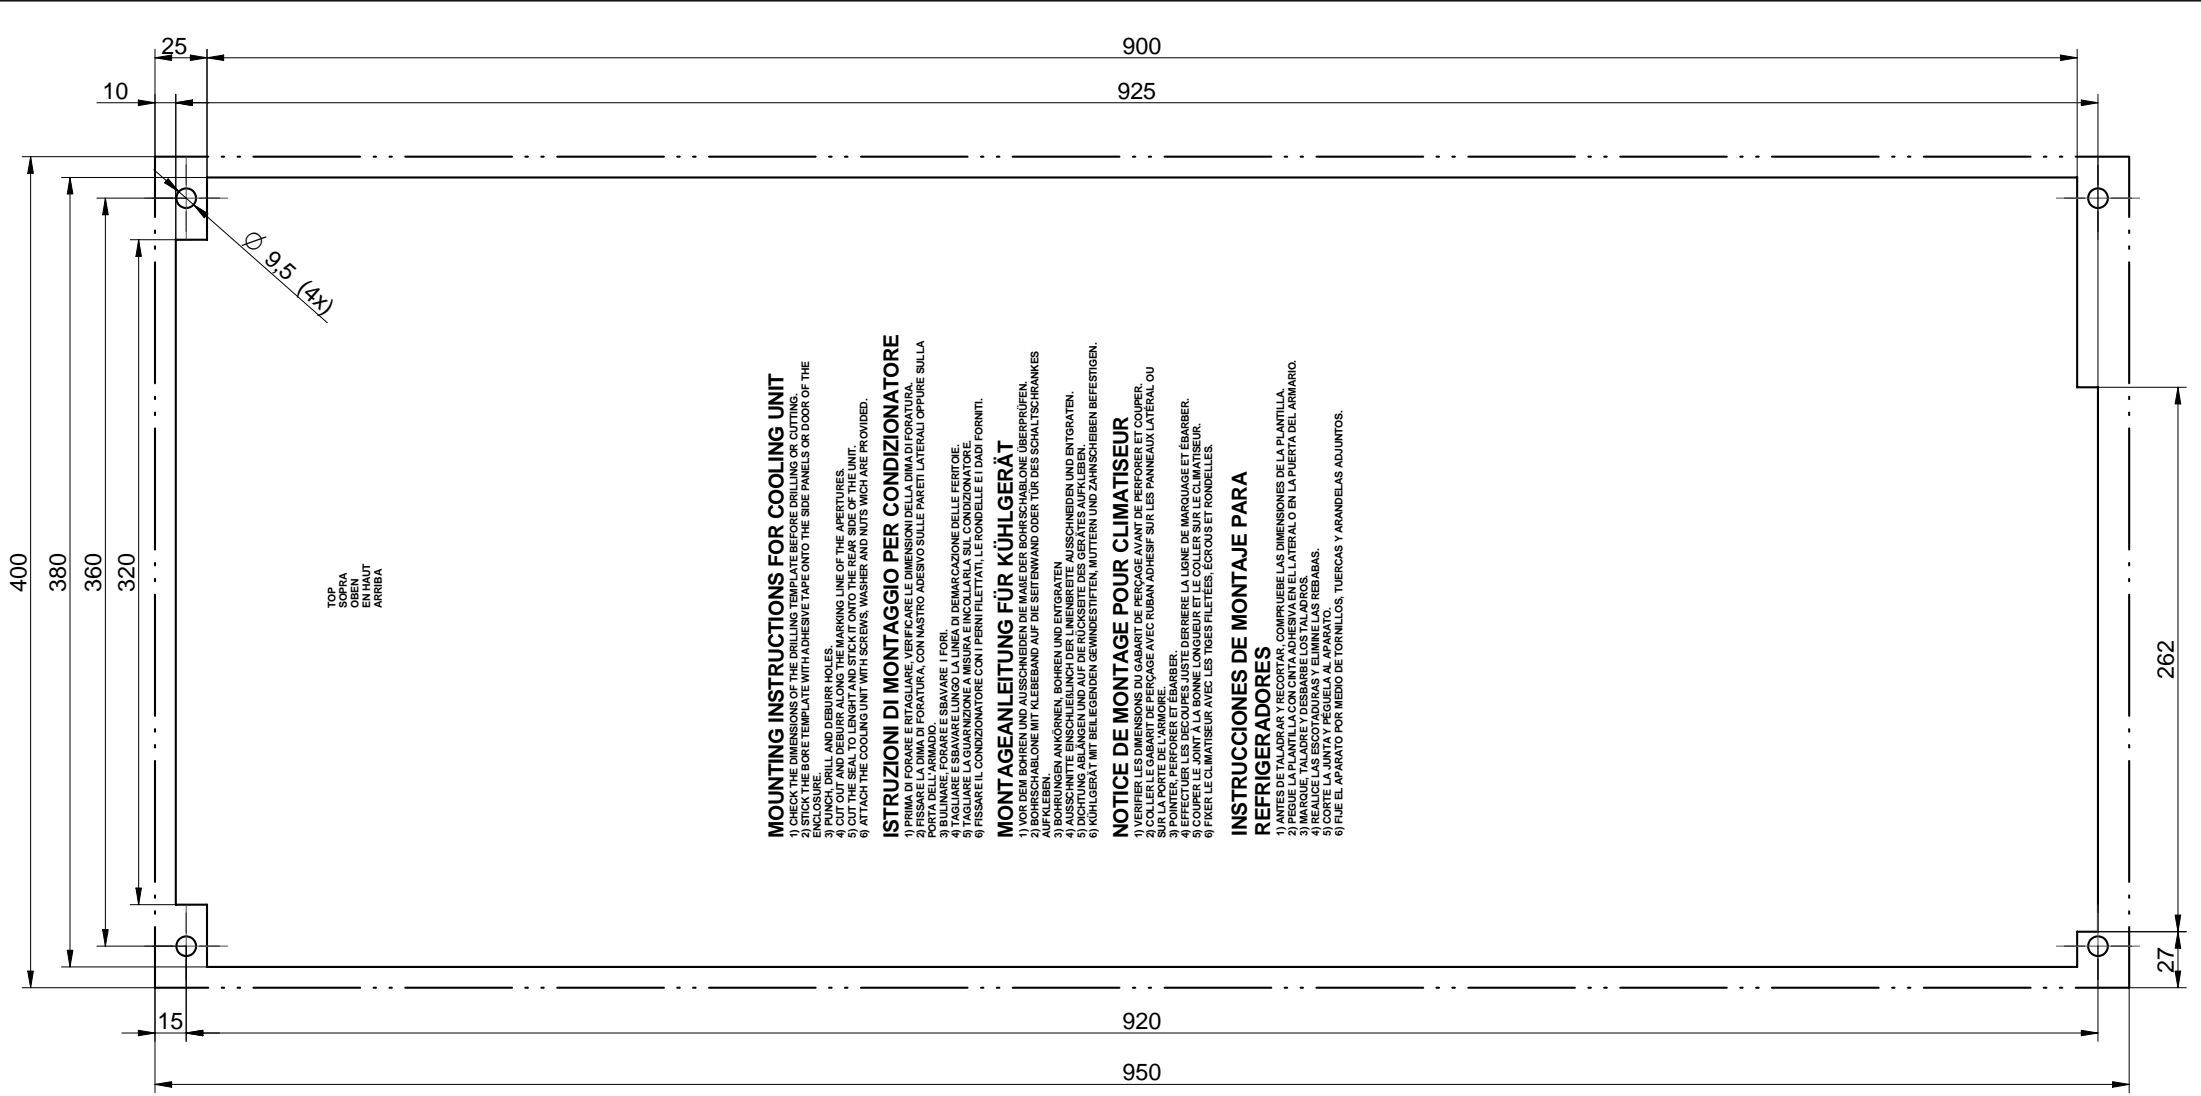 25
900
10
925
400
380
360
320
Ø 9,5 (4x)
TOP
SOPRA
OBEN
EN HAUT
ARRIBA
MOUNTING INSTRUCTIONS FOR COOLING UNIT
1) CHECK THE DIMENSIONS OF THE DRILLING TEMPLATE BEFORE DRILLING OR CUTTING.
2) STICK THE BORE TEMPLATE WITH ADHESIVE TAPE ONTO THE SIDE PANELS OR DOOR OF THE
ENCLOSURE.
3) PUNCH, DRILL AND DEBURR HOLES.
4) CUT OUT AND DEBURR ALONG THE MARKING LINE OF THE APERTURES.
5) CUT THE SEAL TO LENGHT AND STICK IT ONTO THE REAR SIDE OF THE UNIT.
6) ATTACH THE COOLING UNIT WITH SCREWS, WASHER AND NUTS WICH ARE PROVIDED.
ISTRUZIONI DI MONTAGGIO PER CONDIZIONATORE
1) PRIMA DI FORARE E RITAGLIARE, VERIFICARE LE DIMENSIONI DELLA DIMA DI FORATURA.
2) FISSARE LA DIMA DI FORATURA, CON NASTRO ADESIVO SULLE PARETI LATERALI OPPURE SULLA
PORTA DELL'ARMADIO.
3) BULINARE, FORARE E SBAVARE I FORI.
4) TAGLIARE E SBAVARE LUNGO LA LINEA DI DEMARCAZIONE DELLE FERITOIE.
5) TAGLIARE LA GUARNIZIONE A MISURA E INCOLLARLA SUL CONDIZIONATORE.
6) FISSARE IL CONDIZIONATORE CON I PERNI FILETTATI, LE RONDELLE E I DADI FORNITI.
MONTAGEANLEITUNG FÜR KÜHLGERÄT
1) VOR DEM BOHREN UND AUSSCHNEIDEN DIE MAßE DER BOHRSCHABLONE ÜBERPRÜFEN.
2) BOHRSCHABLONE MIT KLEBEBAND AUF DIE SEITENWAND ODER TÜR DES SCHALTSCHRANKES
AUFKLEBEN.
3) BOHRUNGEN ANKÖRNEN, BOHREN UND ENTGRATEN
4) AUSSCHNITTE EINSCHLIEßLINCH DER LINIENBREITE AUSSCHNEIDEN UND ENTGRATEN.
5) DICHTUNG ABLÄNGEN UND AUF DIE RÜCKSEITE DES GERÄTES AUFKLEBEN.
6) KÜHLGERÄT MIT BEILIEGENDEN GEWINDESTIFTEN, MUTTERN UND ZAHNSCHEIBEN BEFESTIGEN.
NOTICE DE MONTAGE POUR CLIMATISEUR
1) VERIFIER LES DIMENSIONS DU GABARIT DE PERÇAGE AVANT DE PERFORER ET COUPER.
2) COLLER LE GABARIT DE PERÇAGE AVEC RUBAN ADHESIF SUR LES PANNEAUX LATÉRAL OU
SUR LA PORTE DE L'ARMOIRE.
3) POINTER, PERFORER ET ÉBARBER.
4) EFFECTUER LES DECOUPES JUSTE DERRIERE LA LIGNE DE MARQUAGE ET ÉBARBER.
5) COUPER LE JOINT À LA BONNE LONGUEUR ET LE COLLER SUR LE CLIMATISEUR.
6) FIXER LE CLIMATISEUR AVEC LES TIGES FILETÉES, ÉCROUS ET RONDELLES.
INSTRUCCIONES DE MONTAJE PARA
REFRIGERADORES
1) ANTES DE TALADRAR Y RECORTAR, COMPRUEBE LAS DIMENSIONES DE LA PLANTILLA.
2) PEGUE LA PLANTILLA CON CINTA ADHESIVA EN EL LATERAL O EN LA PUERTA DEL ARMARIO.
3) MARQUE, TALADRE Y DESBARBE LOS TALADROS.
4) REALICE LAS ESCOTADURAS Y ELIMINE LAS REBABAS.
5) CORTE LA JUNTA Y PÉGUELA AL APARATO.
6) FIJE EL APARATO POR MEDIO DE TORNILLOS, TUERCAS Y ARANDELAS ADJUNTOS.
262
27
15
920
950